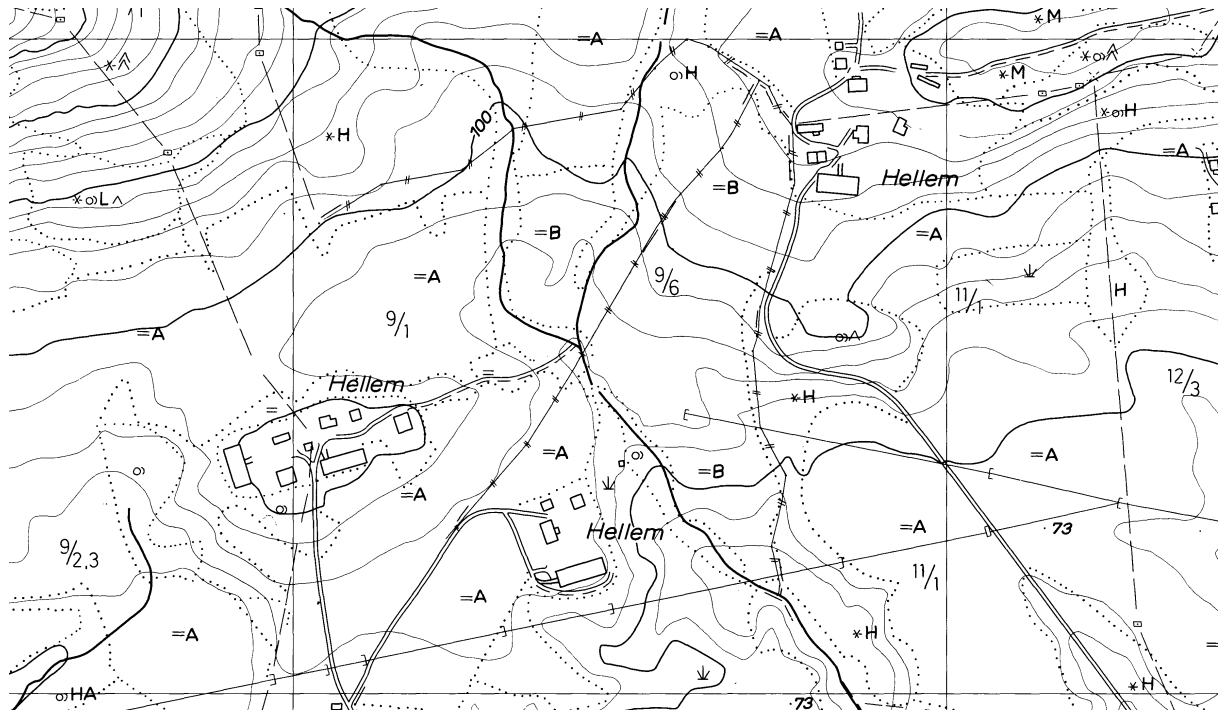 M
=A
=A
H
M
100
H
H
=A
L
=B
Hellem
=B
=A
=A
9/6
H
11/1
9/1
=A
Hellem
12/3
H
=A
=B
=A
=A
Hellem
=A
73
9/2,3
11/1
=A
=A
H
HA
H
73